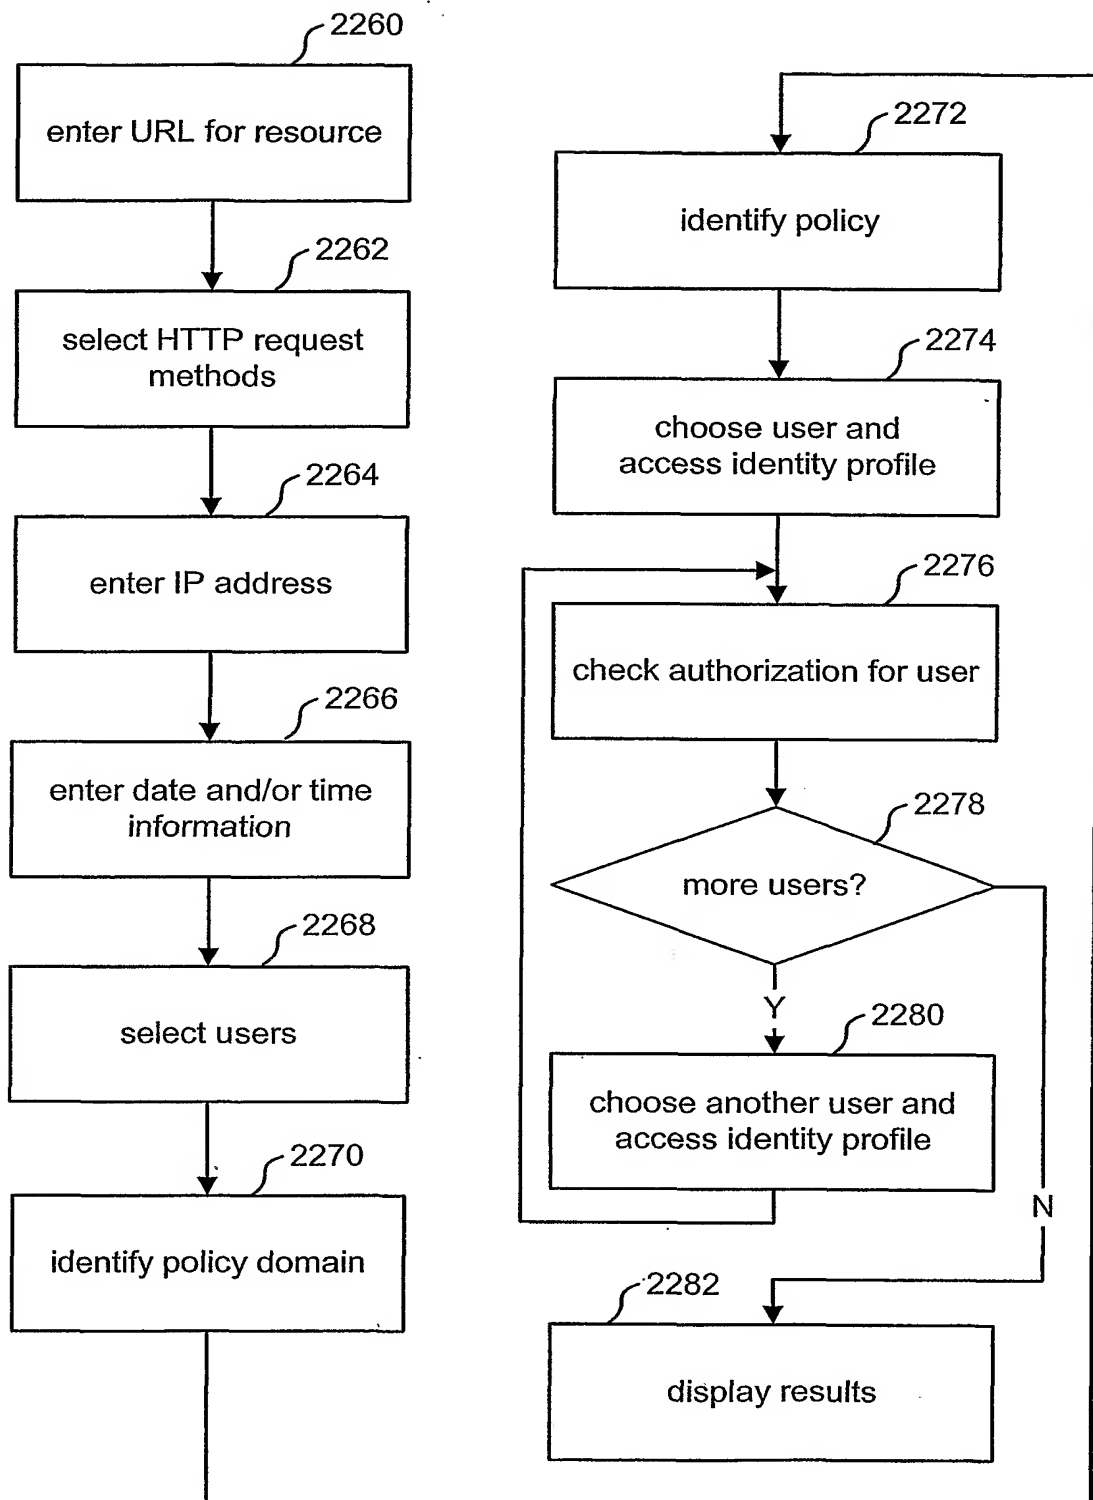 2260
enter URL for resource
2262
select HTTP request
methods
2264
enter IP address
2266
enter date and/or time
information
2268
select users
2270
identify policy domain
2272
identify policy
2274
choose user and
access identity profile
2276
check authorization for user
2278
more users?
Y
2280
choose another user and
access identity profile
N
2282
display results